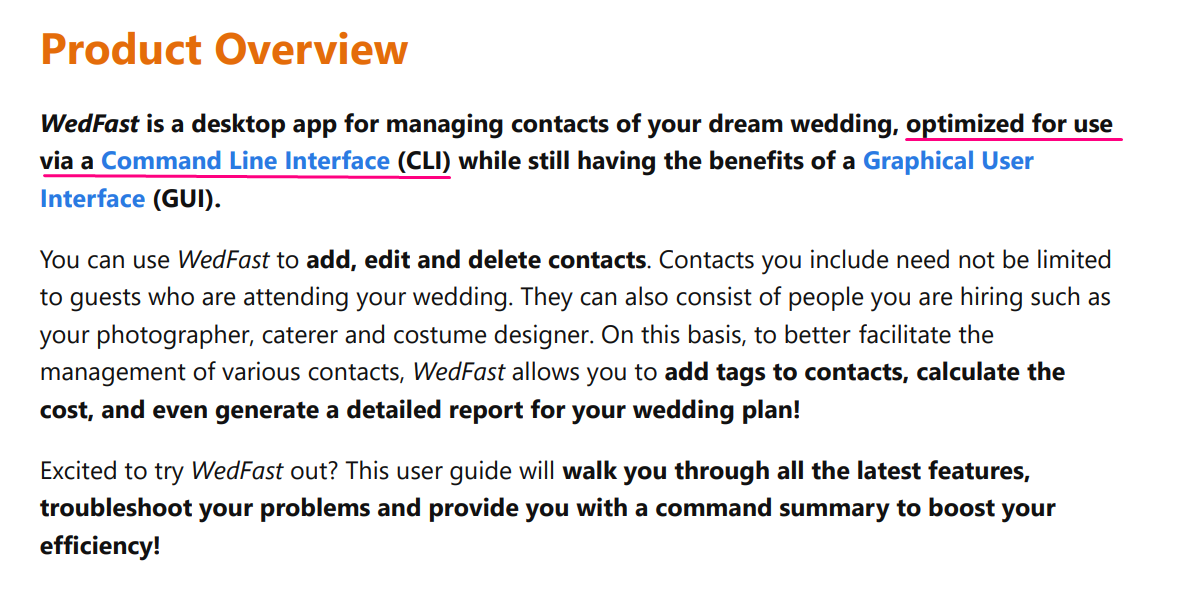 Product Overview
WedFast is a desktop app for managing contacts of your dream wedding, optimized for use
via a Command Line Interface (CLI) while still having the benefits of a Graphical User
Interface (GUI).
You can use WedFast to add, edit and delete contacts. Contacts you include need not be limited
to guests who are attending your wedding. They can also consist of people you are hiring such as
your photographer, caterer and costume designer. On this basis, to better facilitate the
management of various contacts, WedFast allows you to add tags to contacts, calculate the
cost, and even generate a detailed report for your wedding plan!
Excited to try WedFast out? This user guide will walk you through all the latest features,
troubleshoot your problems and provide you with a command summary to boost your
efficiency!